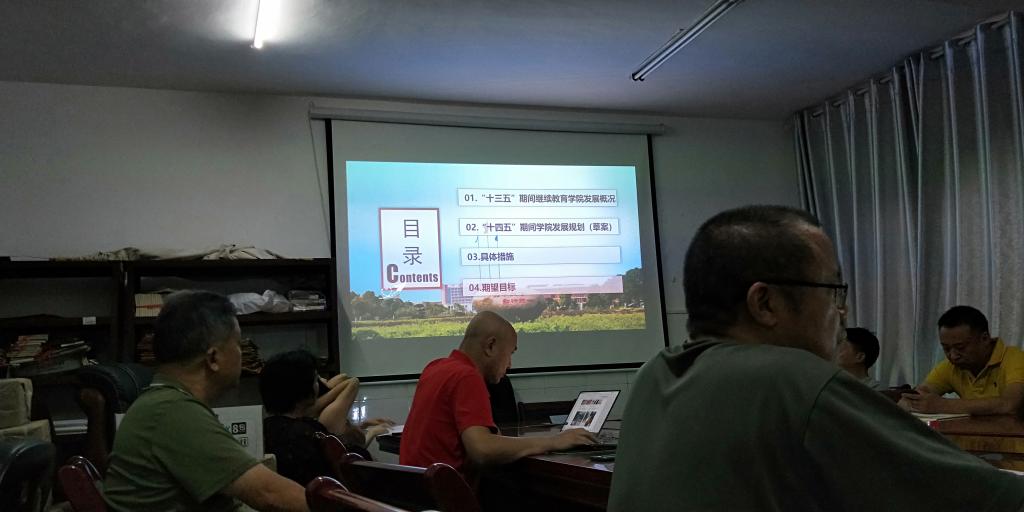 目
录
Contents
01.“十三五”期间继续教育学院发展概况
02.“十四五”期间学院发展规划（草案）
03.具体措施
04.期望目标